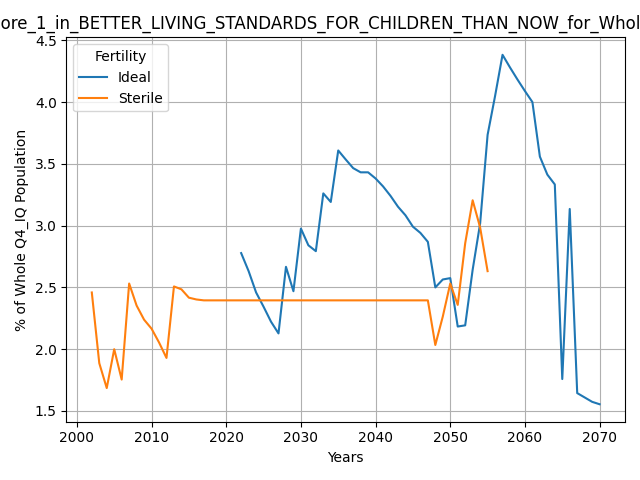 ore_1_in_BETTER_LIVING_STANDARDS_FOR_CHILDREN_THAN_NOW_for_Whol
Fertility
Ideal
Sterile
% of Whole Q4_IQ Population
4.5
4.0
3.5
3.0
2.5
2.0
1.5
2000 2010 2020 2030 2040 2050 2060 2070
Years